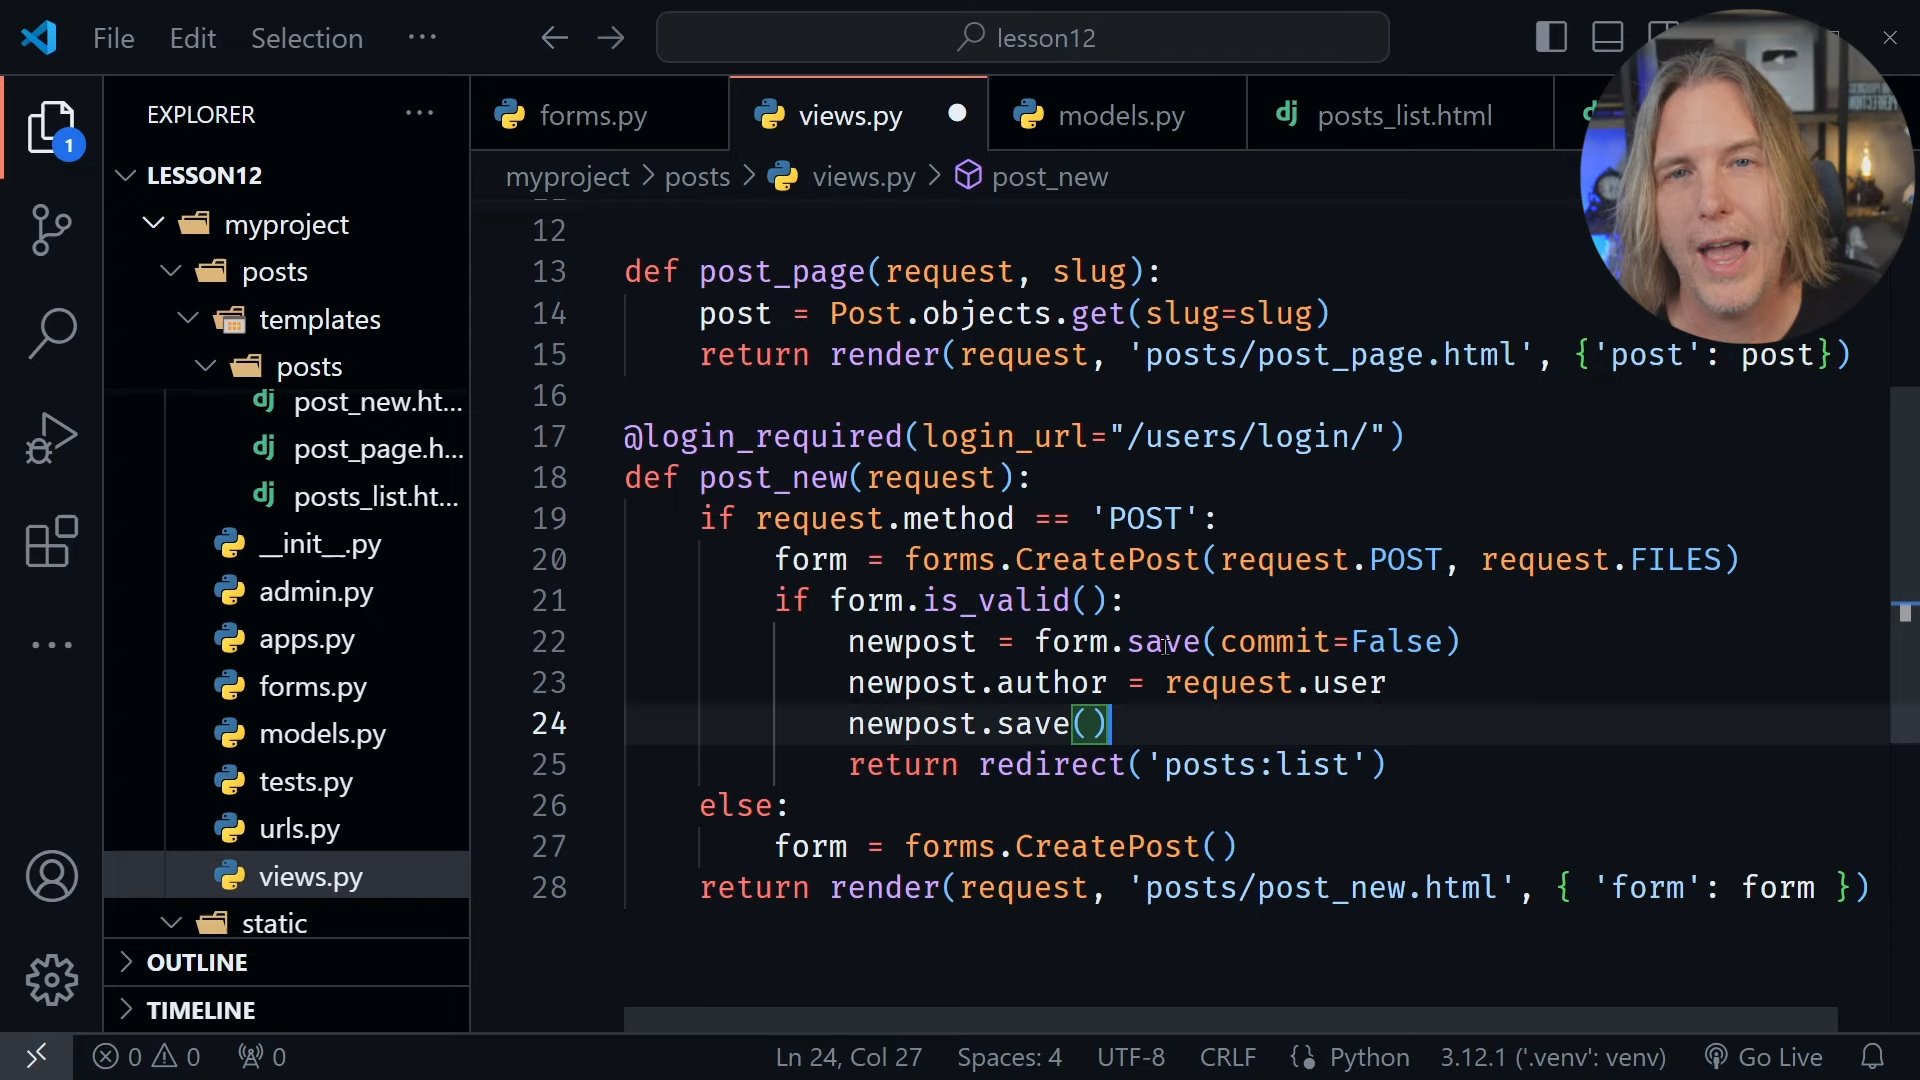 File Edit Selection ···
lesson12
EXPLORER ···
forms.py
views.py
models.py
dj posts_list.html
1
LESSON12
myproject > posts > views.py > post_new
myproject
posts
templates
posts
dj post_new.ht...
dj post_page.h...
dj posts_list.ht...
__init__.py
admin.py
apps.py
forms.py
models.py
tests.py
urls.py
views.py
static
OUTLINE
TIMELINE
12
13 def post_page(request, slug):
14 post = Post.objects.get(slug=slug)
15 return render(request, 'posts/post_page.html', {'post': post})
16
17 @login_required(login_url="/users/login/")
18 def post_new(request):
19 if request.method == 'POST':
20 form = forms.CreatePost(request.POST, request.FILES)
21 if form.is_valid():
22 newpost = form.save(commit=False)
23 newpost.author = request.user
24 newpost.save()
25 return redirect('posts:list')
26 else:
27 form = forms.CreatePost()
28 return render(request, 'posts/post_new.html', { 'form': form })
0 0 0
Ln 24, Col 27 Spaces: 4 UTF-8 CRLF Python 3.12.1 ('.venv': venv) Go Live